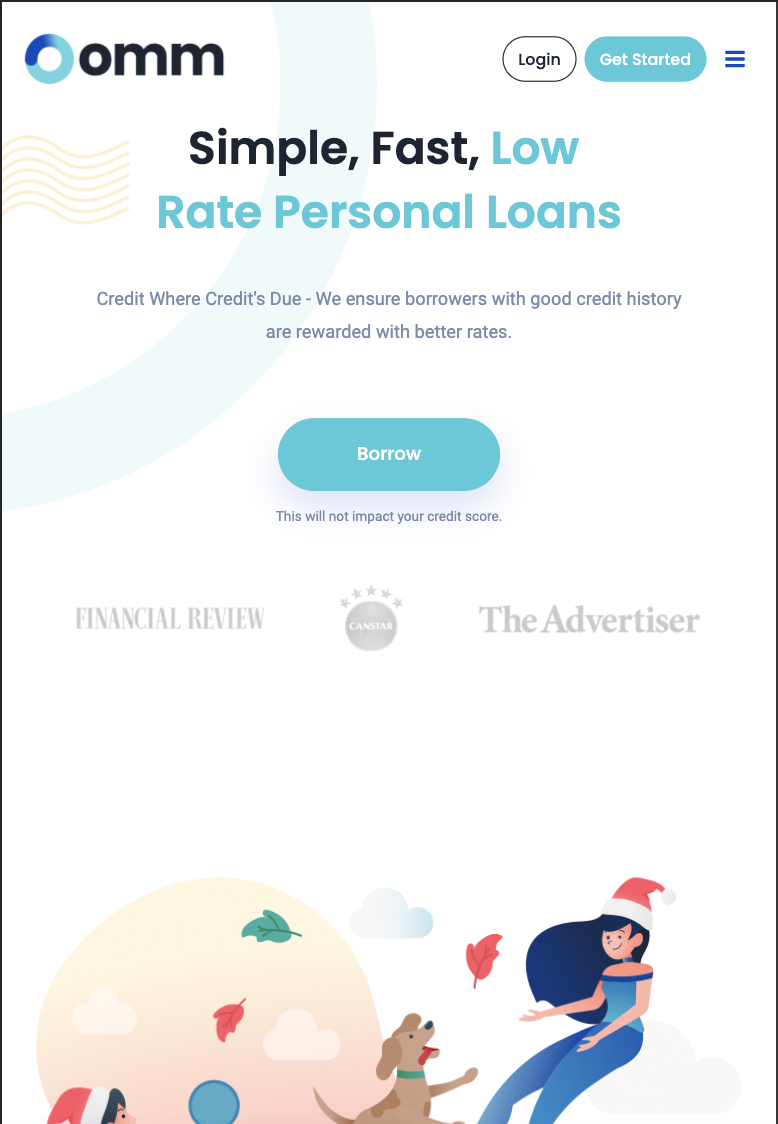 omm
Login
Get Started
Simple, Fast, Low
Rate Personal Loans
Credit Where Credit's Due - We ensure borrowers with good credit history
are rewarded with better rates.
Borrow
This will not impact your credit score.
FINANCIAL REVIEW
CANSTAR
The Advertiser